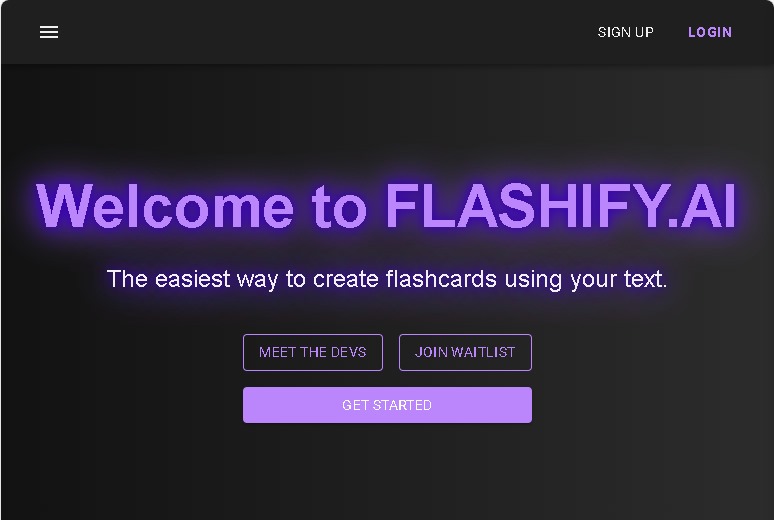 SIGN UP LOGIN
Welcome to FLASHIFY.AI
The easiest way to create flashcards using your text.
MEET THE DEVS JOIN WAITLIST
GET STARTED